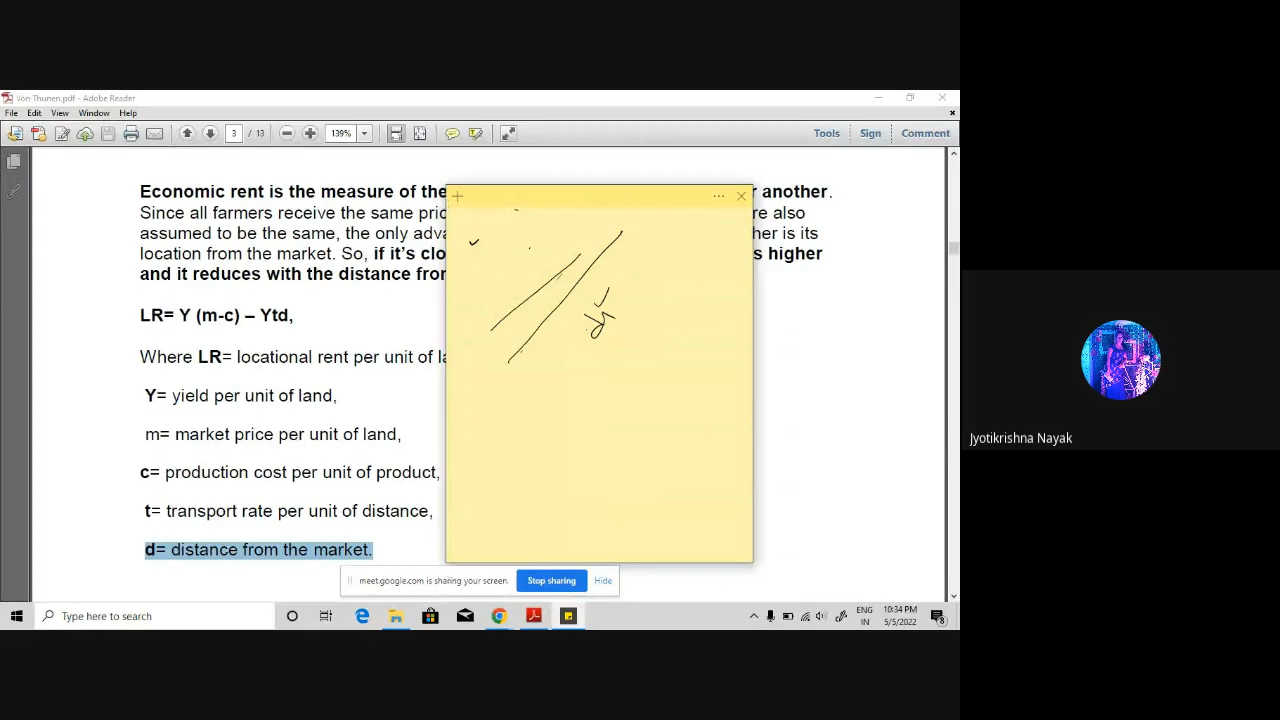 Von Thunen.pdf - Adobe Reader
File Edit View Window Help
3 / 13 139% Tools Sign Comment
Economic rent is the measure of the r another.
Since all farmers receive the same pric re also
assumed to be the same, the only adva her is its
location from the market. So, if it's clo s higher
and it reduces with the distance from
LR= Y (m-c) – Ytd,
Where LR= locational rent per unit of la
Y= yield per unit of land,
m= market price per unit of land,
c= production cost per unit of product,
t= transport rate per unit of distance,
d= distance from the market.
meet.google.com is sharing your screen. Stop sharing Hide
Type here to search
ENG 10:34 PM
IN 5/5/2022 8
Jyotikrishna Nayak